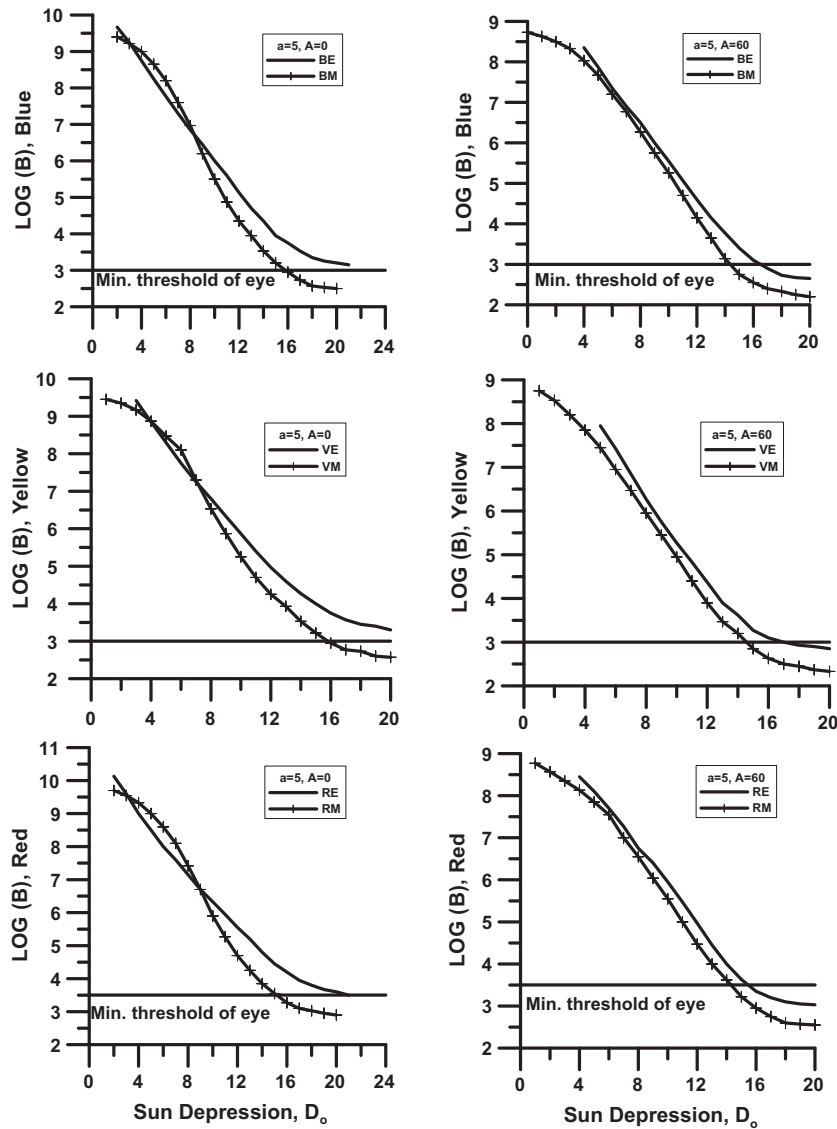 LOG (B), Blue
10
9
8
7
6
5
4
3
2
a=5, A=0
BE
BM
Min. threshold of eye
0 4 8 12 16 20 24
LOG (B), Blue
9
8
7
6
5
4
3
2
a=5, A=60
BE
BM
Min. threshold of eye
0 4 8 12 16 20
LOG (B), Yellow
10
9
8
7
6
5
4
3
2
a=5, A=0
VE
VM
0 4 8 12 16 20
LOG (B), Yellow
9
8
7
6
5
4
3
2
a=5, A=60
VE
VM
0 4 8 12 16 20
LOG (B), Red
11
10
9
8
7
6
5
4
3
2
a=5, A=0
RE
RM
Min. threshold of eye
0 4 8 12 16 20 24
Sun Depression, Do
LOG (B), Red
9
8
7
6
5
4
3
2
a=5, A=60
RE
RM
Min. threshold of eye
0 4 8 12 16 20
Sun Depression, Do